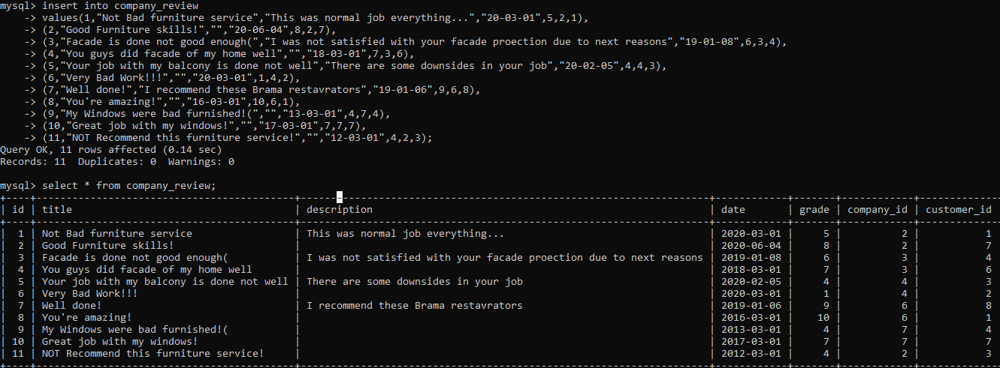 mysql> insert into company_review
    -> values(1,"Not Bad furniture service","This was normal job everything...","20-03-01",5,2,1),
    -> (2,"Good Furniture skills!","","20-06-04",8,2,7),
    -> (3,"Facade is done not good enough(","I was not satisfied with your facade proection due to next reasons","19-01-08",6,3,4),
    -> (4,"You guys did facade of my home well","","18-03-01",7,3,6),
    -> (5,"Your job with my balcony is done not well","There are some downsides in your job","20-02-05",4,4,3),
    -> (6,"Very Bad Work!!!","","20-03-01",1,4,2),
    -> (7,"Well done!","I recommend these Brama restavrators","19-01-06",9,6,8),
    -> (8,"You're amazing!","","16-03-01",10,6,1),
    -> (9,"My Windows were bad furnished!(","","13-03-01",4,7,4),
    -> (10,"Great job with my windows!","","17-03-01",7,7,7),
    -> (11,"NOT Recommend this furniture service!","","12-03-01",4,2,3);
Query OK, 11 rows affected (0.14 sec)
Records: 11  Duplicates: 0  Warnings: 0
mysql> select * from company_review;
| id | title | description | date | grade | company_id | customer_id
| 1 | Not Bad furniture service | This was normal job everything... | 2020-03-01 | 5 | 2 | 1
| 2 | Good Furniture skills! | | 2020-06-04 | 8 | 2 | 7
| 3 | Facade is done not good enough( | I was not satisfied with your facade proection due to next reasons | 2019-01-08 | 6 | 3 | 4
| 4 | You guys did facade of my home well | | 2018-03-01 | 7 | 3 | 6
| 5 | Your job with my balcony is done not well | There are some downsides in your job | 2020-02-05 | 4 | 4 | 3
| 6 | Very Bad Work!!! | | 2020-03-01 | 1 | 4 | 2
| 7 | Well done! | I recommend these Brama restavrators | 2019-01-06 | 9 | 6 | 8
| 8 | You're amazing! | | 2016-03-01 | 10 | 6 | 1
| 9 | My Windows were bad furnished!( | | 2013-03-01 | 4 | 7 | 4
| 10 | Great job with my windows! | | 2017-03-01 | 7 | 7 | 7
| 11 | NOT Recommend this furniture service! | | 2012-03-01 | 4 | 2 | 3